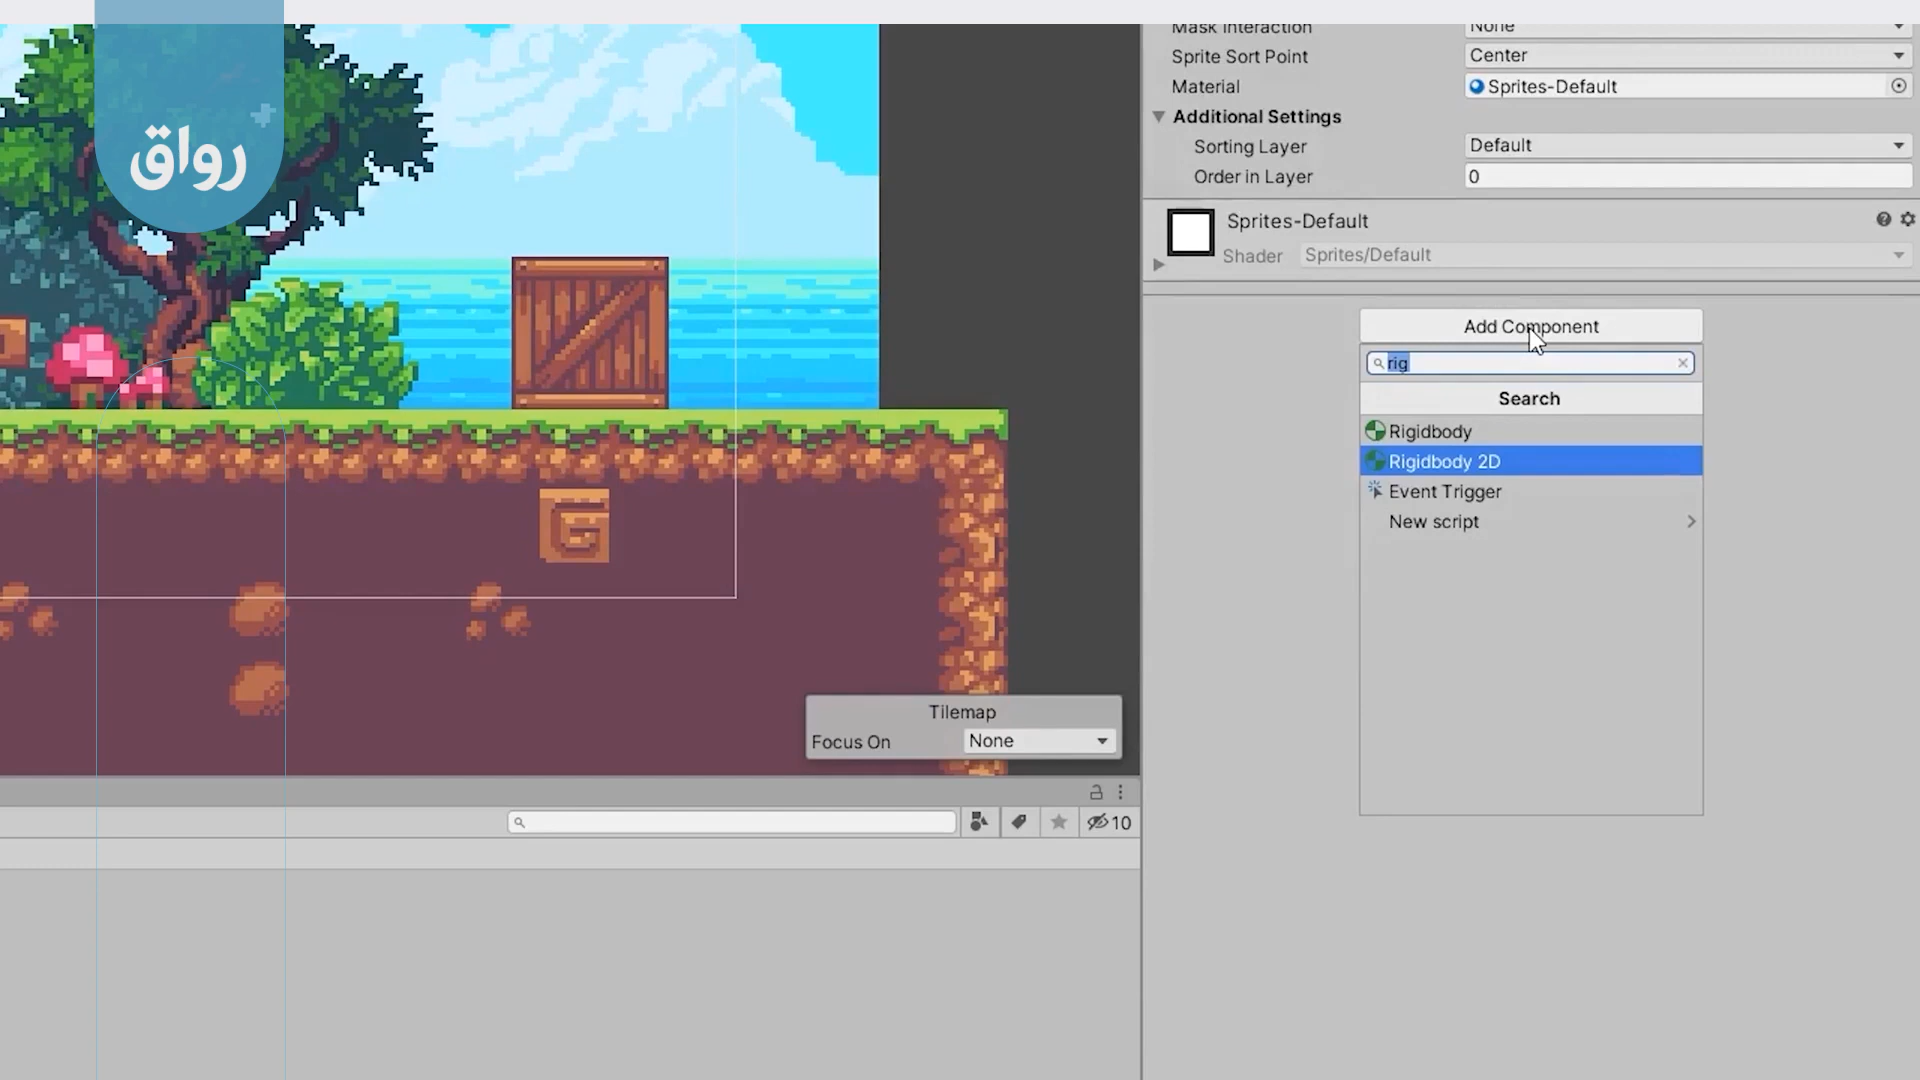 رواق
Mask Interaction
None
Sprite Sort Point
Center
Material
Sprites-Default
Additional Settings
Sorting Layer
Default
Order in Layer
0
Sprites-Default
Shader
Sprites/Default
Add Component
rig
Search
Rigidbody
Rigidbody 2D
Event Trigger
New script
Tilemap
Focus On
None
10